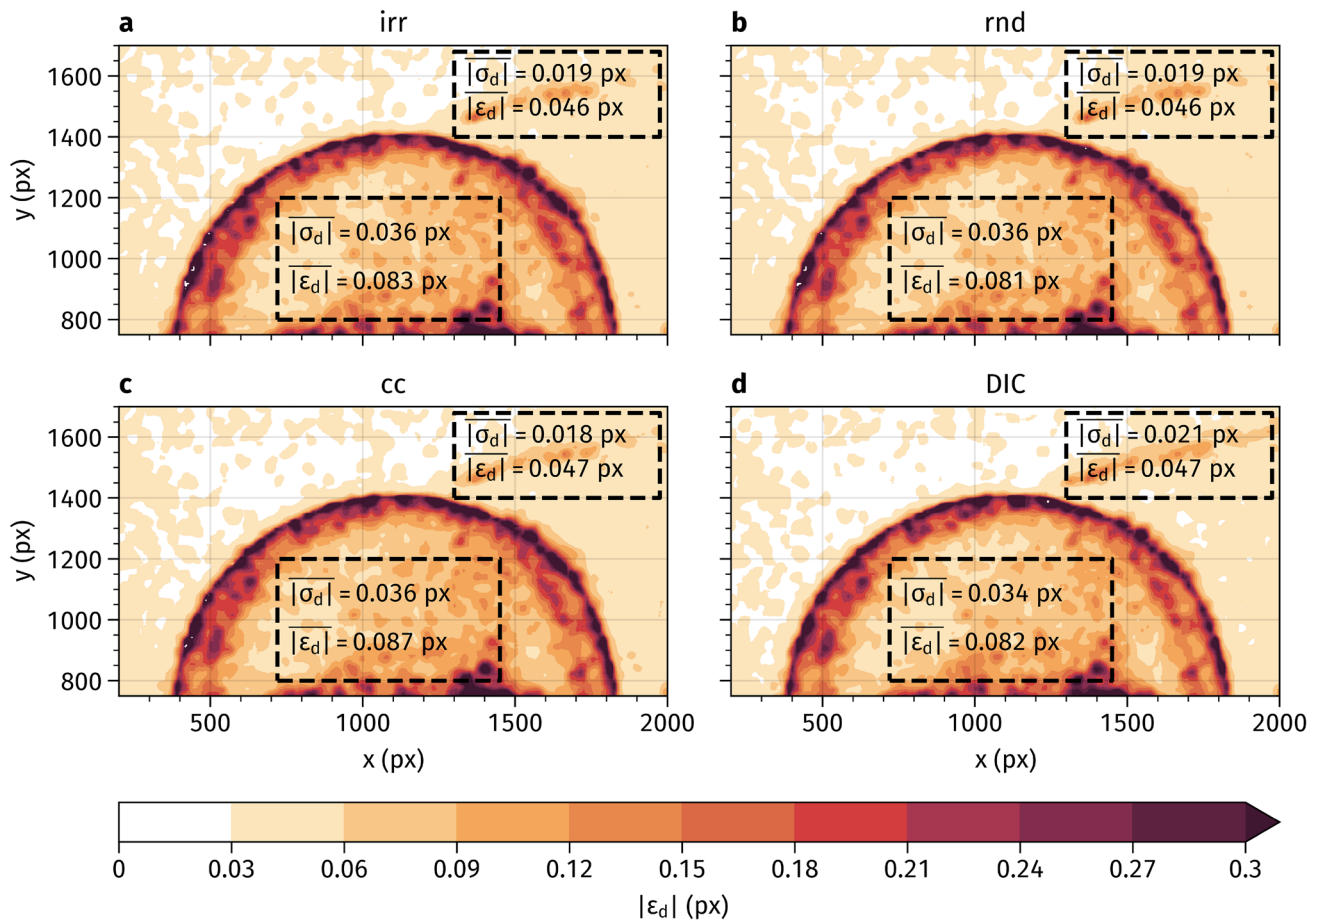 a irr
b rnd
1600
1400
1200
1000
800
y (px)
|σd| = 0.019 px
|εd| = 0.046 px
|σd| = 0.036 px
|εd| = 0.083 px
|σd| = 0.019 px
|εd| = 0.046 px
|σd| = 0.036 px
|εd| = 0.081 px
c cc
d DIC
1600
1400
1200
1000
800
y (px)
|σd| = 0.018 px
|εd| = 0.047 px
|σd| = 0.036 px
|εd| = 0.087 px
|σd| = 0.021 px
|εd| = 0.047 px
|σd| = 0.034 px
|εd| = 0.082 px
500 1000 1500 2000
500 1000 1500 2000
x (px)
x (px)
0 0.03 0.06 0.09 0.12 0.15 0.18 0.21 0.24 0.27 0.3
|εd| (px)